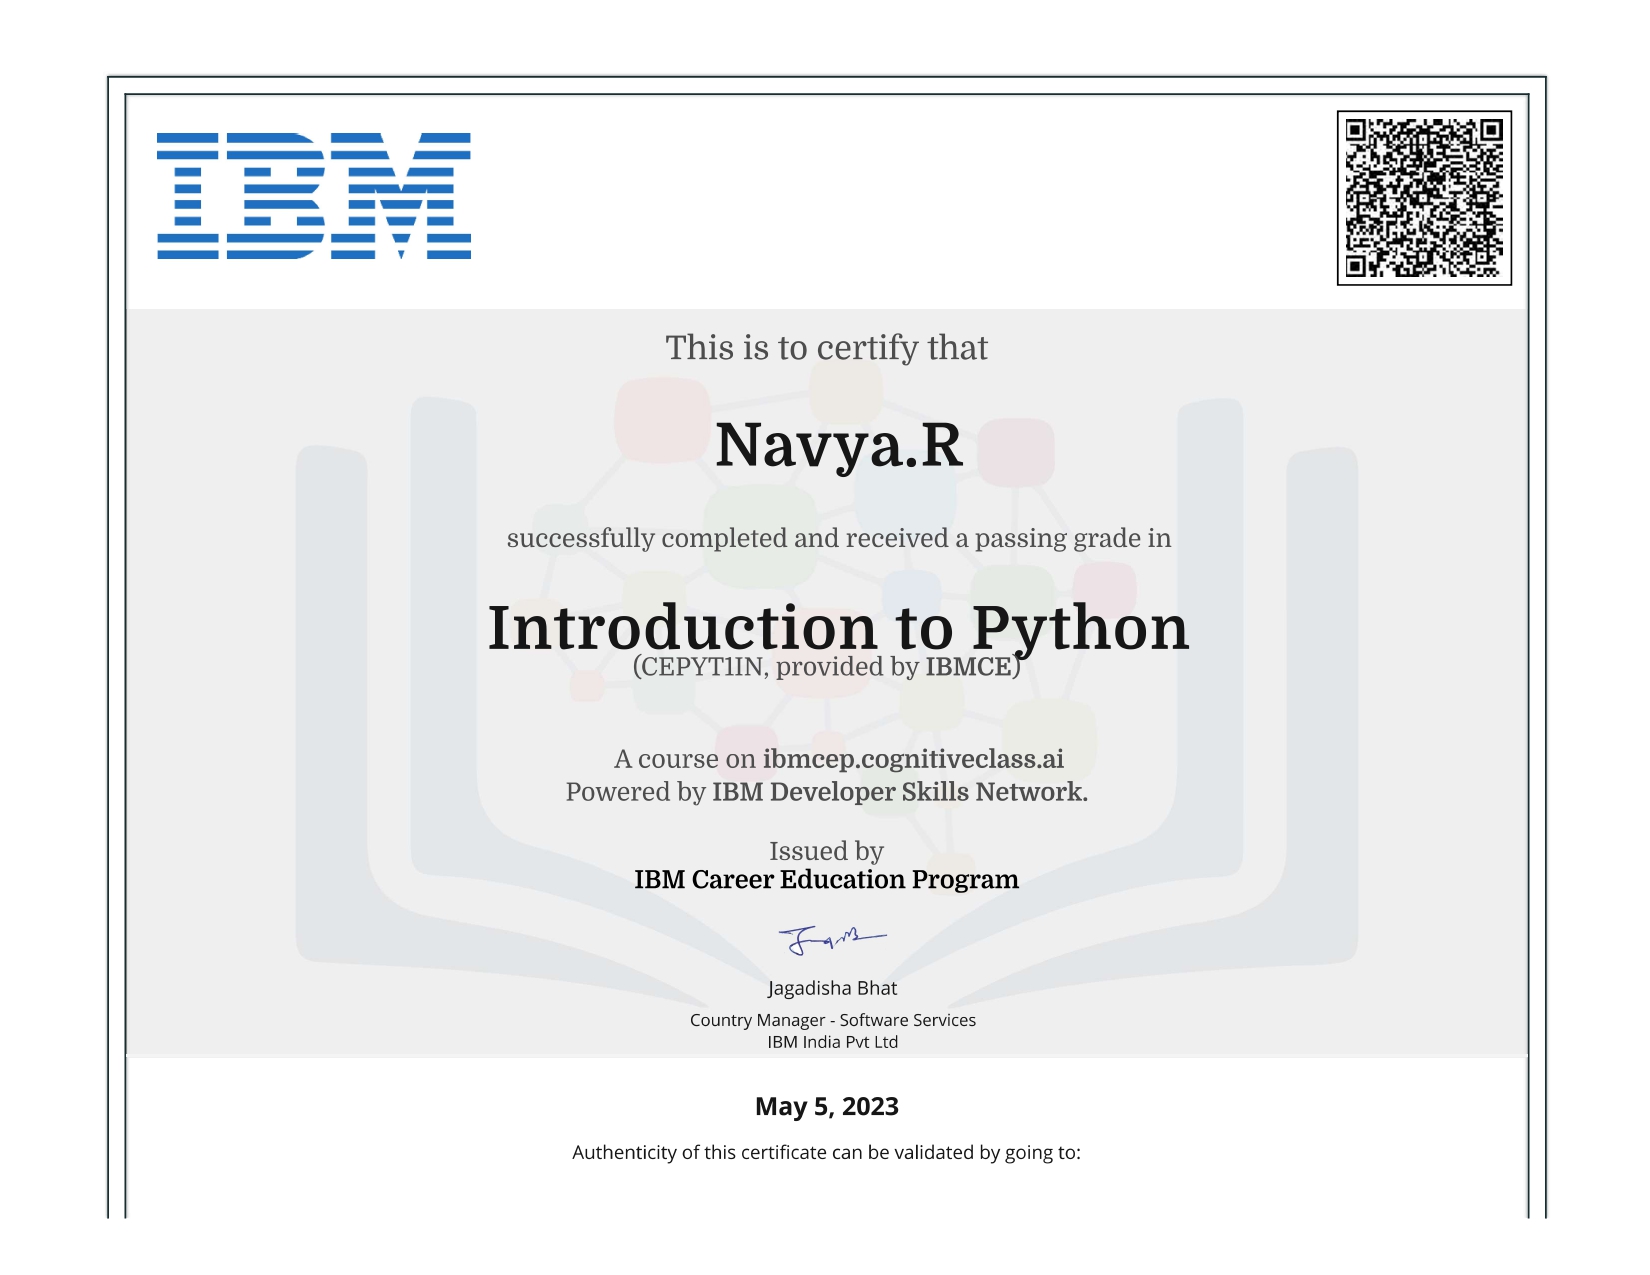 IBM
This is to certify that
Navya.R
successfully completed and received a passing grade in
Introduction to Python
(CEPYT1IN, provided by IBMCE)
A course on ibmcep.cognitiveclass.ai
Powered by IBM Developer Skills Network.
Issued by
IBM Career Education Program
Jagadisha Bhat
Country Manager - Software Services
IBM India Pvt Ltd
May 5, 2023
Authenticity of this certificate can be validated by going to: